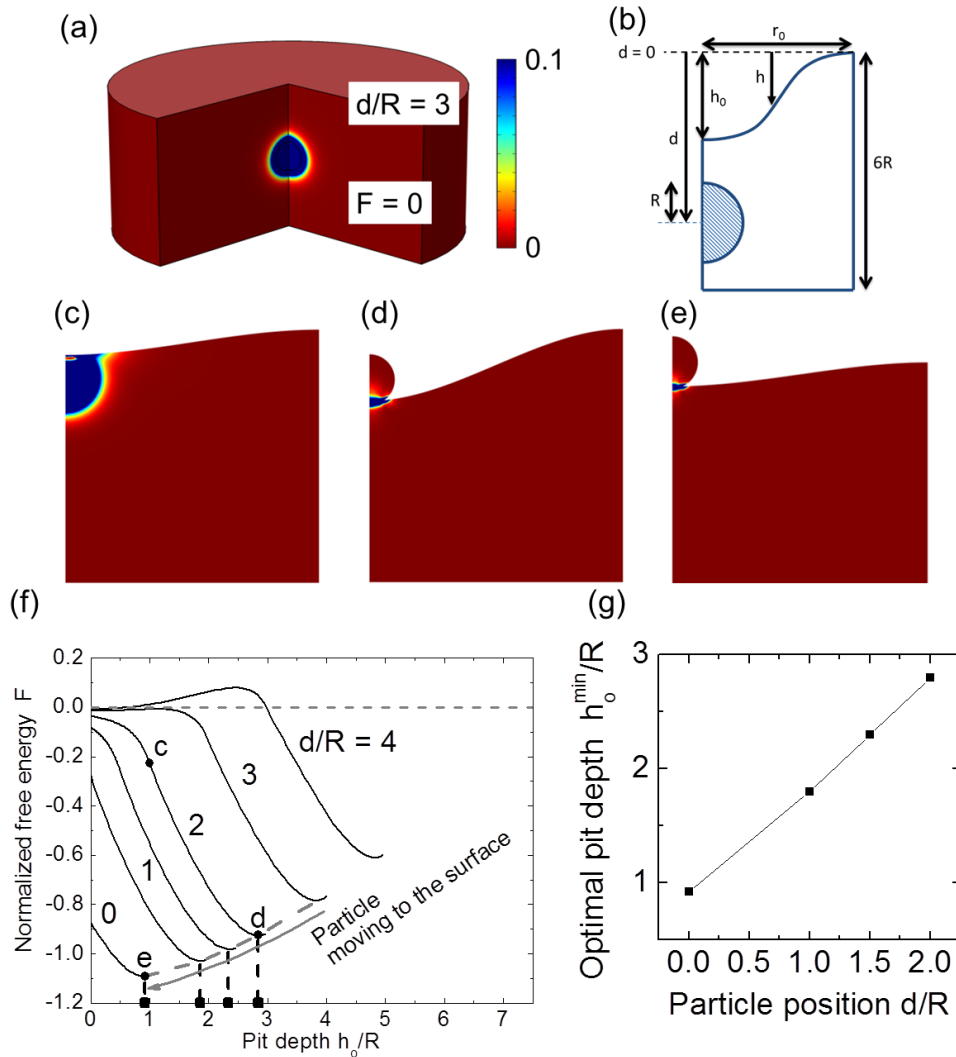 (a)
d/R = 3
F = 0
0.1
0
(b)
r₀
d = 0
h
h₀
d
R
6R
(c)
(d)
(e)
(f)
Normalized free energy F
0.2
0.0
-0.2
-0.4
-0.6
-0.8
-1.0
-1.2
c
d/R = 4
3
2
1
0
d
e
Particle
moving to the surface
0 1 2 3 4 5 6 7
Pit depth hₒ/R
(g)
Optimal pit depth hₒᵐⁱⁿ/R
3
2
1
0.0 0.5 1.0 1.5 2.0
Particle position d/R